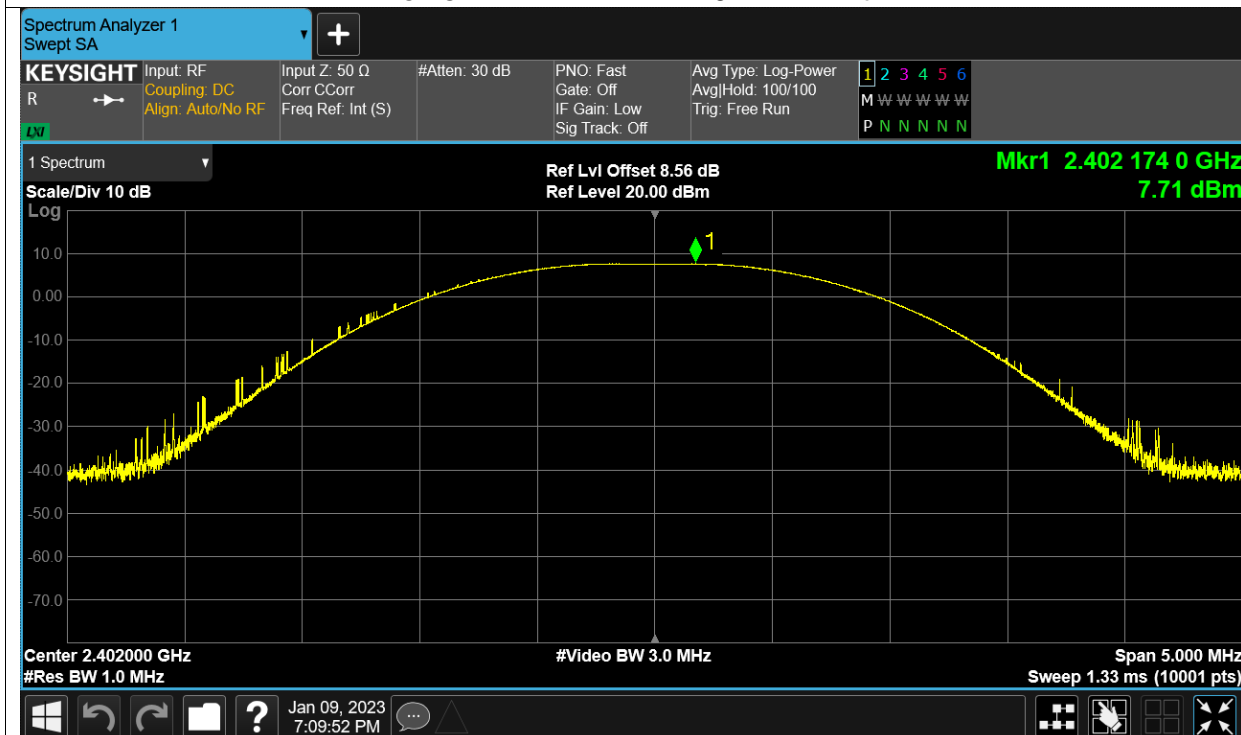 Spectrum Analyzer 1
Swept SA
KEYSIGHT
R
LXI
Input: RF
Coupling: DC
Align: Auto/No RF
Input Z: 50 Ω
Corr CCorr
Freq Ref: Int (S)
#Atten: 30 dB
PNO: Fast
Gate: Off
IF Gain: Low
Sig Track: Off
Avg Type: Log-Power
Avg|Hold: 100/100
Trig: Free Run
1 2 3 4 5 6
M W W W W W W
P N N N N N N
1 Spectrum
Scale/Div 10 dB
Log
Ref Lvl Offset 8.56 dB
Ref Level 20.00 dBm
Mkr1 2.402 174 0 GHz
7.71 dBm
1
10.0
0.00
-10.0
-20.0
-30.0
-40.0
-50.0
-60.0
-70.0
Center 2.402000 GHz
#Res BW 1.0 MHz
#Video BW 3.0 MHz
Span 5.000 MHz
Sweep 1.33 ms (10001 pts)
?
Jan 09, 2023
7:09:52 PM